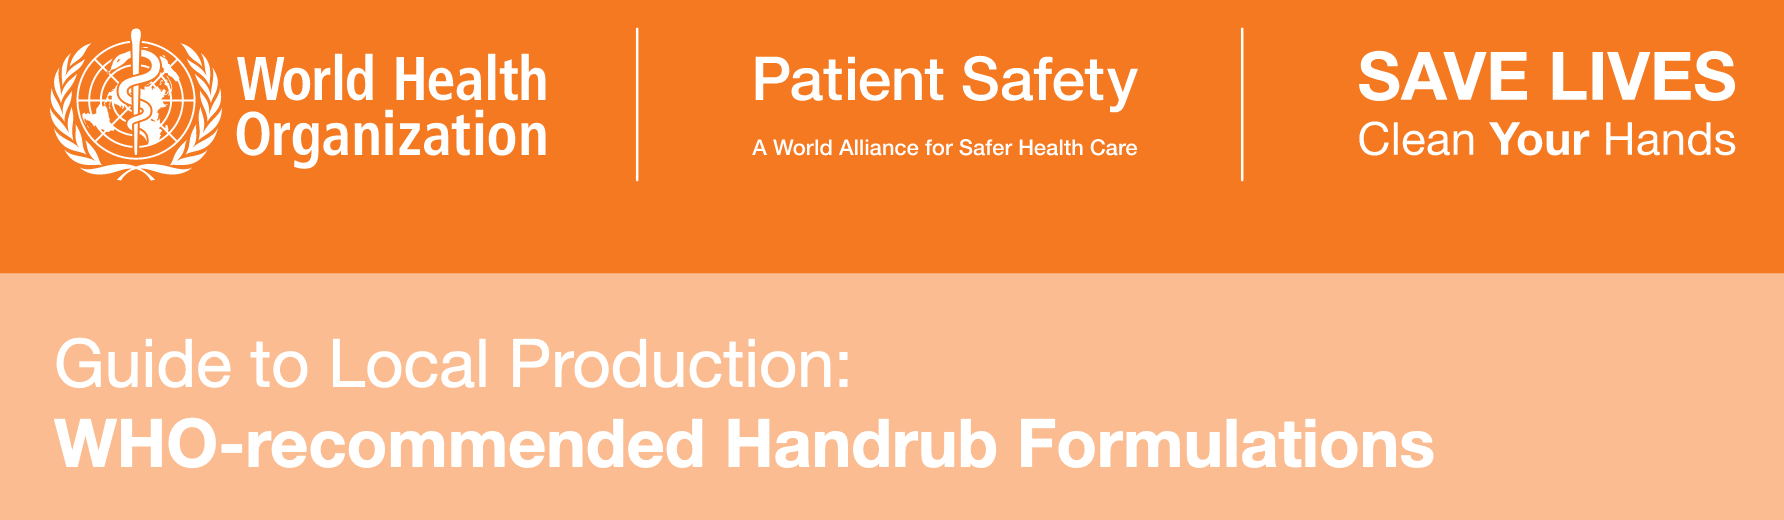 World Health
Organization
Patient Safety
A World Alliance for Safer Health Care
SAVE LIVES
Clean Your Hands
Guide to Local Production:
WHO-recommended Handrub Formulations